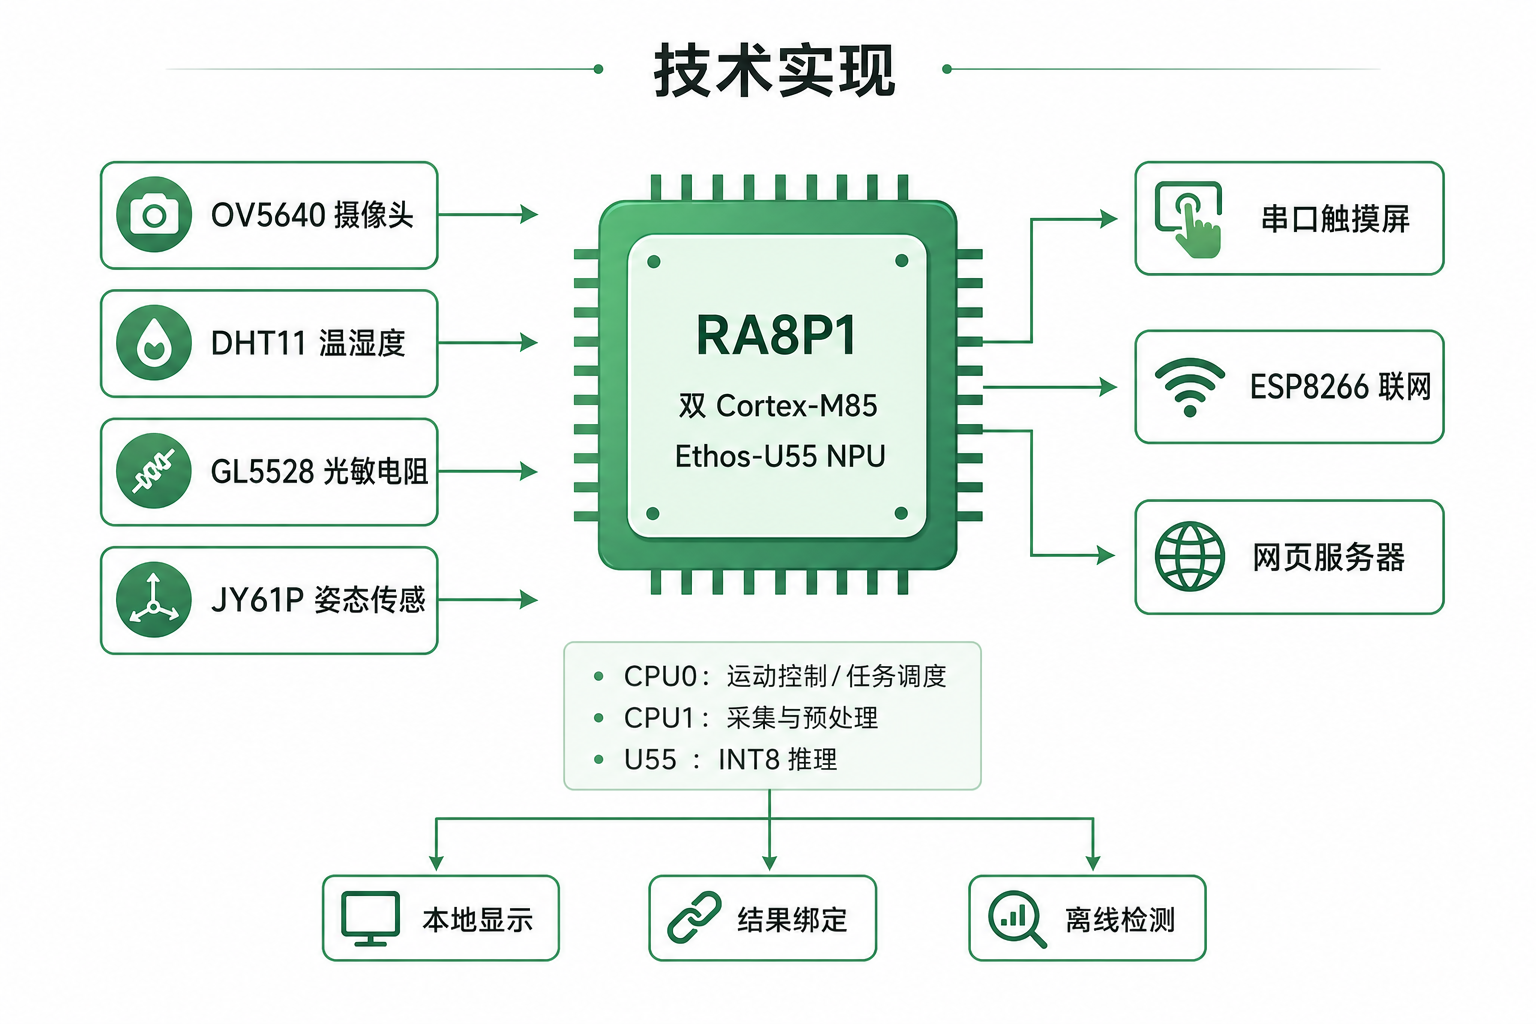 技术实现
OV5640 摄像头
DHT11 温湿度
GL5528 光敏电阻
JY61P 姿态传感
RA8P1
双 Cortex-M85
Ethos-U55 NPU
串口触摸屏
ESP8266 联网
网页服务器
CPU0：运动控制/任务调度
CPU1：采集与预处理
U55 ：INT8 推理
本地显示
结果绑定
离线检测